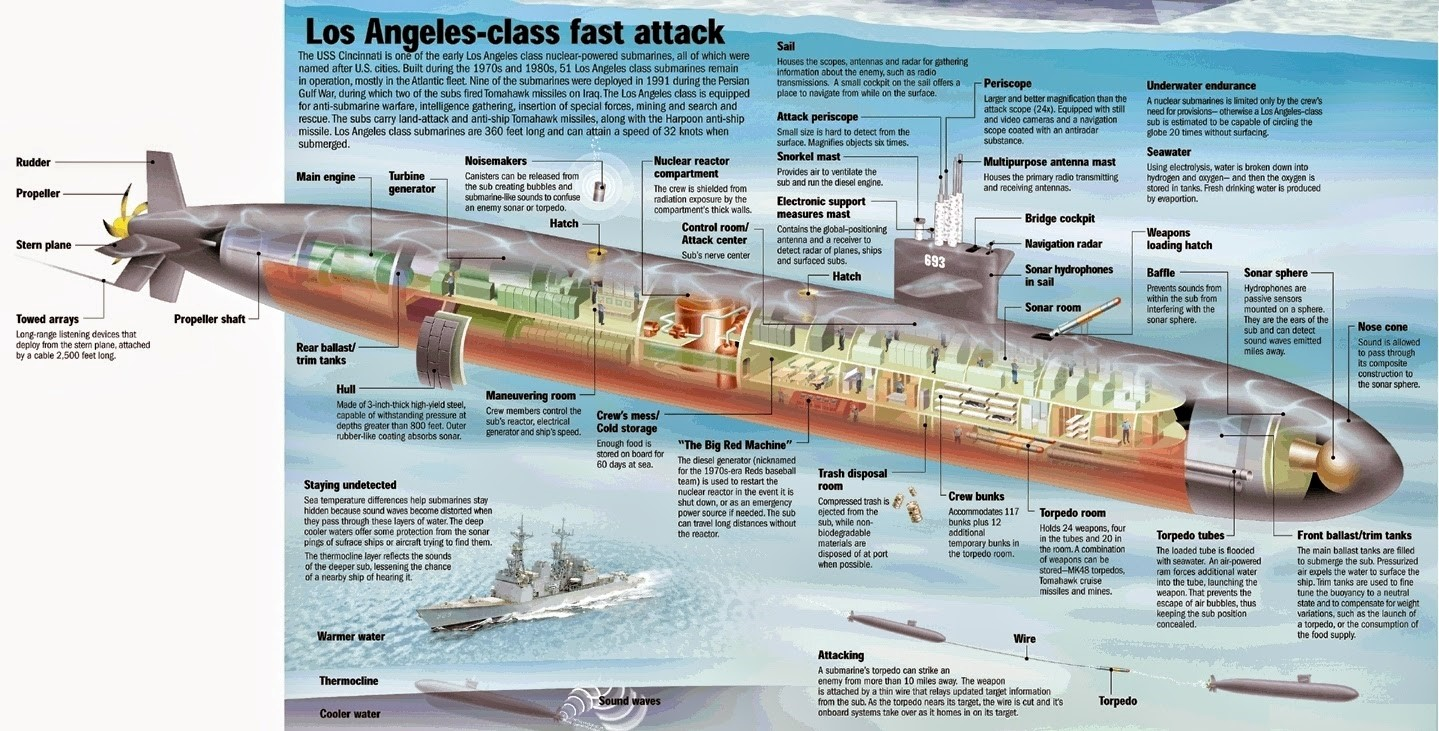 Los Angeles-class fast attack
The USS Cincinnati is one of the early Los Angeles class nuclear-powered submarines, all of which were
named after U.S. cities. Built during the 1970s and 1980s, 51 Los Angeles class submarines remain
in operation, mostly in the Atlantic fleet. Nine of the submarines were deployed in 1991 during the Persian
Gulf War, during which two of the subs fired Tomahawk missiles on Iraq. The Los Angeles class is equipped
for anti-submarine warfare, intelligence gathering, insertion of special forces, mining and search and
rescue. The subs carry land-attack and anti-ship Tomahawk missiles, along with the Harpoon anti-ship
missile. Los Angeles class submarines are 360 feet long and can attain a speed of 32 knots when
submerged.
Sail
Houses the scopes, antennas and radar for gathering
information about the enemy, such as radio
transmissions. A small cockpit on the sail offers a
place to navigate from while on the surface.
Periscope
Larger and better magnification than the
attack scope (24x). Equipped with still
and video cameras and a navigation
scope coated with an antiradar
substance.
Underwater endurance
A nuclear submarines is limited only by the crew's
need for provisions— otherwise a Los Angeles-class
sub is estimated to be capable of circling the
globe 20 times without surfacing.
Attack periscope
Small size is hard to detect from the
surface. Magnifies objects six times.
Snorkel mast
Provides air to ventilate the
sub and run the diesel engine.
Multipurpose antenna mast
Houses the primary radio transmitting
and receiving antennas.
Seawater
Using electrolysis, water is broken down into
hydrogen and oxygen— and then the oxygen is
stored in tanks. Fresh drinking water is produced
by evaportion.
Electronic support
measures mast
Contains the global-positioning
antenna and a receiver to
detect radar of planes, ships
and surfaced subs.
Rudder
Propeller
Stern plane
Towed arrays
Long-range listening devices that
deploy from the stern plane, attached
by a cable 2,500 feet long.
Propeller shaft
Main engine
Turbine
generator
Noisemakers
Canisters can be released from
the sub creating bubbles and
submarine-like sounds to confuse
an enemy sonar or torpedo.
Hatch
Nuclear reactor
compartment
The crew is shielded from
radiation exposure by the
compartment's thick walls.
Control room/
Attack center
Sub's nerve center
Hatch
693
Bridge cockpit
Navigation radar
Sonar hydrophones
in sail
Sonar room
Weapons
loading hatch
Baffle
Prevents sounds from
within the sub from
interfering with the
sonar sphere.
Sonar sphere
Hydrophones are
passive sensors
mounted on a sphere.
They are the ears of the
sub and can detect
sound waves emitted
miles away.
Nose cone
Sound is allowed
to pass through
its composite
construction to
the sonar sphere.
Rear ballast/
trim tanks
Hull
Made of 3-inch-thick high-yield steel,
capable of withstanding pressure at
depths greater than 800 feet. Outer
rubber-like coating absorbs sonar.
Maneuvering room
Crew members control the
sub's reactor, electrical
generator and ship's speed.
Crew's mess/
Cold storage
Enough food is
stored on board for
60 days at sea.
"The Big Red Machine"
The diesel generator (nicknamed
for the 1970s-era Reds baseball
team) is used to restart the
nuclear reactor in the event it is
shut down, or as an emergency
power source if needed. The sub
can travel long distances without
the reactor.
Trash disposal
room
Compressed trash is
ejected from the
sub, while non-
biodegradable
materials are
disposed of at port
when possible.
Crew bunks
Accommodates 117
bunks plus 12
additional
temporary bunks in
the torpedo room.
Torpedo room
Holds 24 weapons, four
in the tubes and 20 in
the room. A combination
of weapons can be
stored—MK48 torpedos,
Tomahawk cruise
missiles and mines.
Torpedo tubes
The loaded tube is flooded
with seawater. An air-powered
ram forces additional water
into the tube, launching the
weapon. That prevents the
escape of air bubbles, thus
keeping the sub position
concealed.
Front ballast/trim tanks
The main ballast tanks are filled
to submerge the sub. Pressurized
air expels the water to surface the
ship. Trim tanks are used to fine
tune the buoyancy to a neutral
state and to compensate for weight
variations, such as the launch of
a torpedo, or the consumption of
the food supply.
Staying undetected
Sea temperature differences help submarines stay
hidden because sound waves become distorted when
they pass through these layers of water. The deep
cooler waters offer some protection from the sonar
pings of sufrace ships or aircraft trying to find them.
The thermocline layer reflects the sounds
of the deeper sub, lessening the chance
of a nearby ship of hearing it.
Warmer water
Thermocline
Cooler water
Sound waves
Attacking
A submarine's torpedo can strike an
enemy from more than 10 miles away. The weapon
is attached by a thin wire that relays updated target information
from the sub. As the torpedo nears its target, the wire is cut and it's
onboard systems take over as it homes in on its target.
Wire
Torpedo